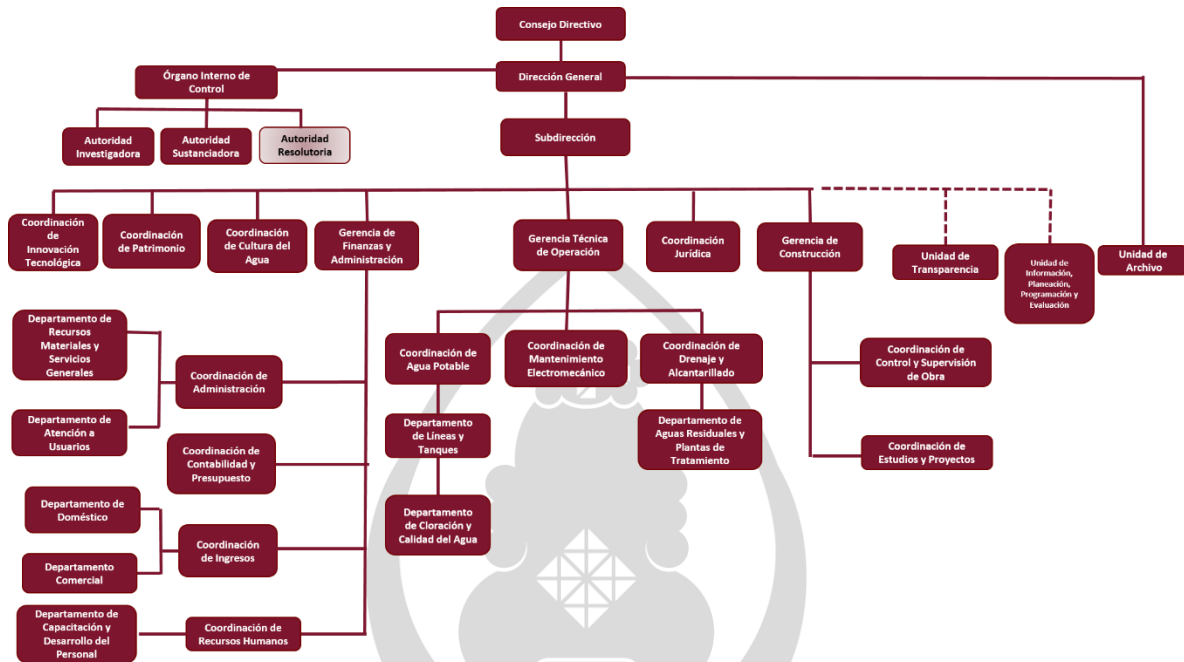 Consejo Directivo
Órgano Interno de
Control
Dirección General
Autoridad
Investigadora
Autoridad
Sustanciadora
Autoridad
Resolutoria
Subdirección
Coordinación
de
Innovación
Tecnológica
Coordinación
de Patrimonio
Coordinación
de Cultura del
Agua
Gerencia de
Finanzas y
Administración
Gerencia Técnica
de Operación
Coordinación
Jurídica
Gerencia de
Construcción
Unidad de
Transparencia
Unidad de
Información,
Planeación,
Programación y
Evaluación
Unidad de
Archivo
Departamento de
Recursos
Materiales y
Servicios
Generales
Coordinación de
Administración
Departamento de
Atención a
Usuarios
Coordinación de
Contabilidad y
Presupuesto
Departamento de
Doméstico
Coordinación
de Ingresos
Departamento
Comercial
Departamento de
Capacitación y
Desarrollo del
Personal
Coordinación de
Recursos Humanos
Coordinación de
Agua Potable
Coordinación de
Mantenimiento
Electromecánico
Coordinación de
Drenaje y
Alcantarillado
Departamento
de Líneas y
Tanques
Departamento de
Aguas Residuales y
Plantas de
Tratamiento
Departamento
de Cloración y
Calidad del Agua
Coordinación de
Control y Supervisión
de Obra
Coordinación de
Estudios y Proyectos